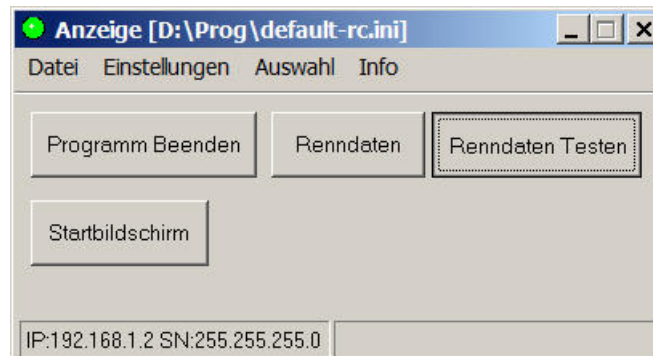 Anzeige [D:\Prog\default-rc.ini]
Datei Einstellungen Auswahl Info
Programm Beenden Renndaten Renndaten Testen
Startbildschirm
IP:192.168.1.2 SN:255.255.255.0